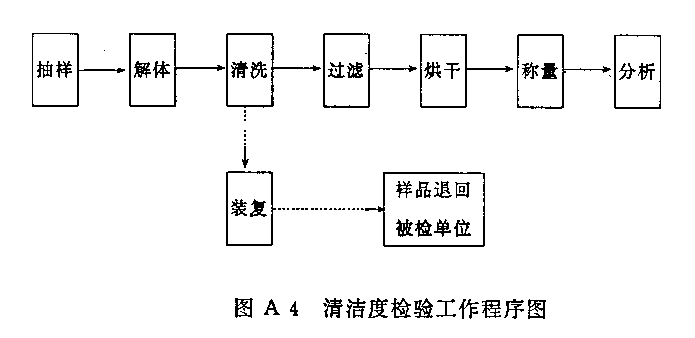 抽样
解体
清洗
过滤
烘干
称量
分析
装复
样品退回
被检单位
图 A 4 清洁度检验工作程序图